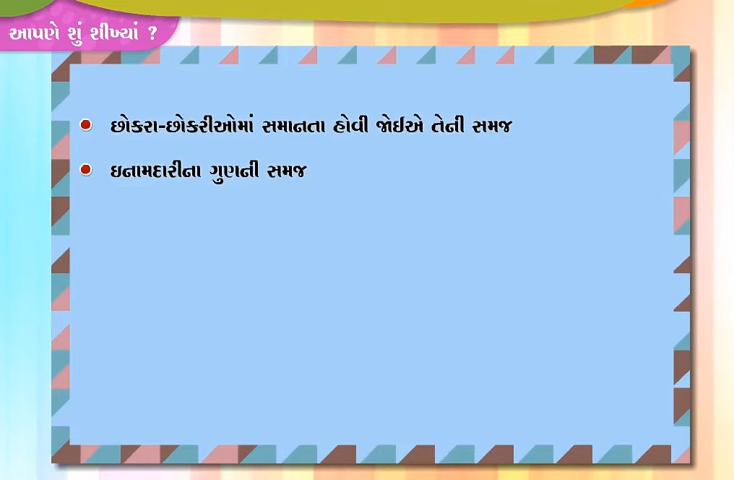 આપણે શું શીખ્યાં ?
છોકરા-છોકરીઓમાં સમાનતા હોવી જોઈએ તેની સમજ
ઇનામદારીના ગુણની સમજ